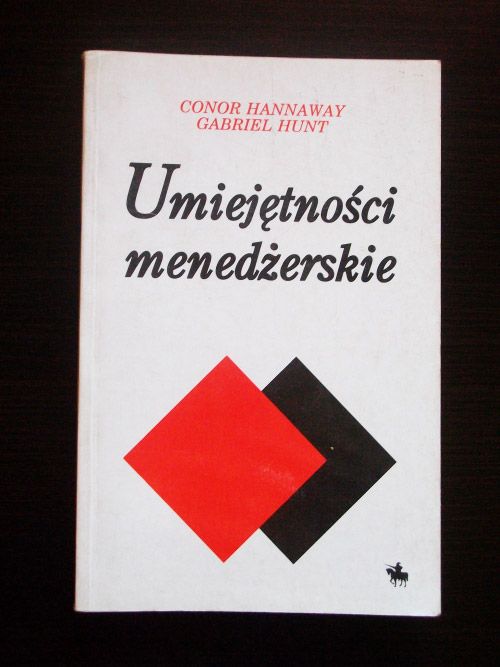 CONOR HANNAWAY
GABRIEL HUNT
Umiejętności
menedżerskie